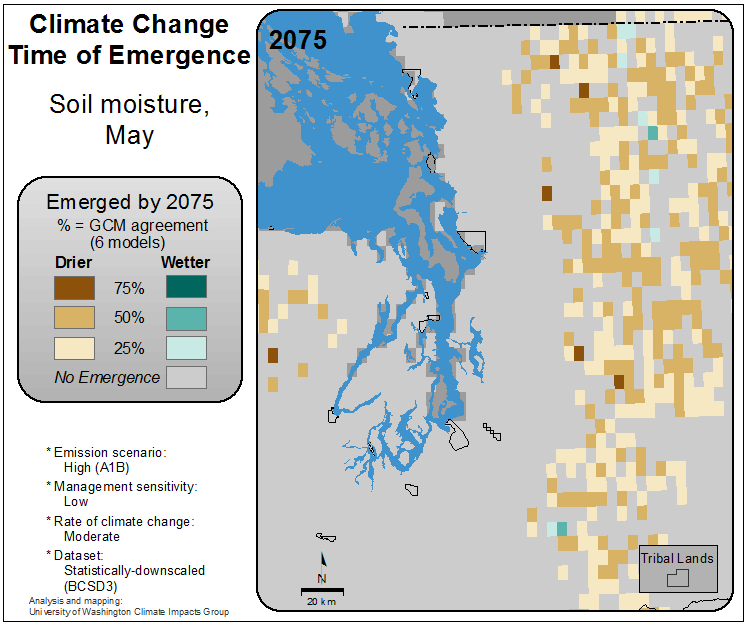 Climate Change
Time of Emergence
Soil moisture,
May
Emerged by 2075
% = GCM agreement
(6 models)
Drier Wetter
75%
50%
25%
No Emergence
* Emission scenario:
High (A1B)
* Management sensitivity:
Low
* Rate of climate change:
Moderate
* Dataset:
Statistically-downscaled
(BCSD3)
Analysis and mapping:
University of Washington Climate Impacts Group
2075
N
20 km
Tribal Lands